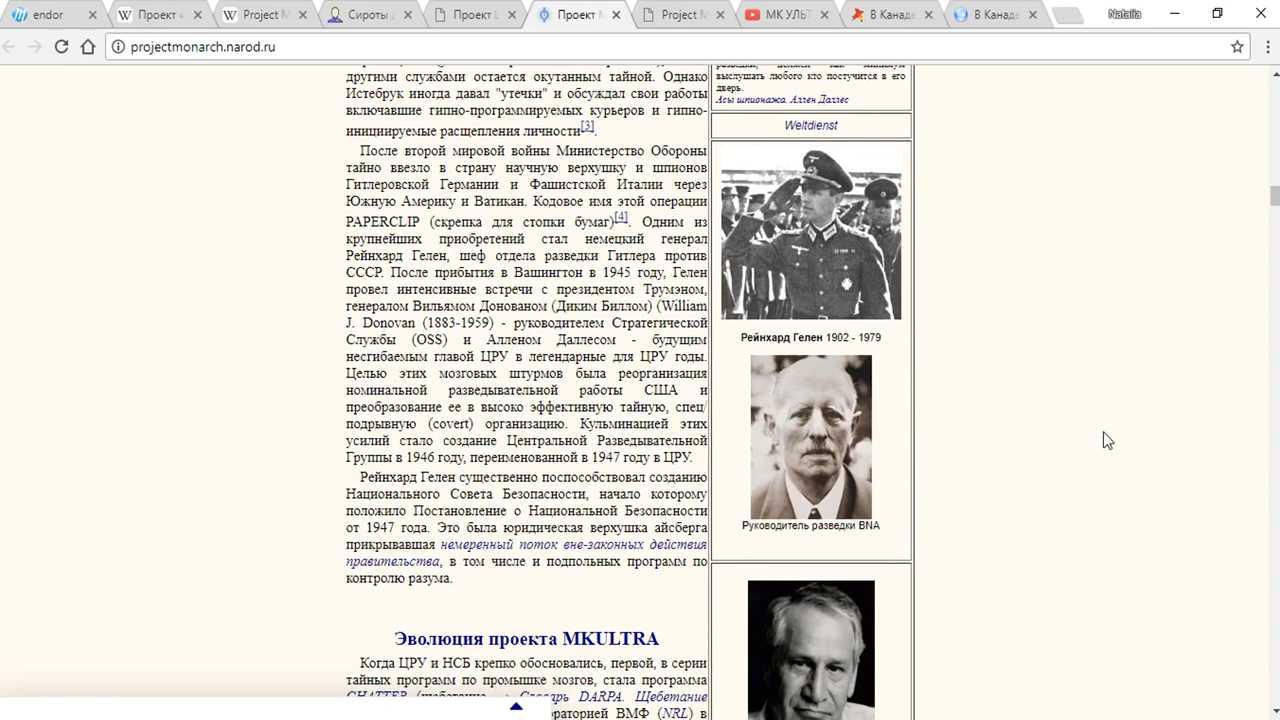 endor
Проект
Project M
Сироты Д
Проект L
Проект М
Project M
МК УЛЬТ
В Канаде
В Канаде
Natalia
projectmonarch.narod.ru
другими службами остается окутанным тайной. Однако
Истебрук иногда давал "утечки" и обсуждал свои работы
включавшие гипно-программируемых курьеров и гипно-
инициируемые расщепления личности[3].
После второй мировой войны Министерство Обороны
тайно ввезло в страну научную верхушку и шпионов
Гитлеровской Германии и Фашистской Италии через
Южную Америку и Ватикан. Кодовое имя этой операции
PAPERCLIP (скрепка для стопки бумаг)[4]. Одним из
крупнейших приобретений стал немецкий генерал
Рейнхард Гелен, шеф отдела разведки Гитлера против
СССР. После прибытия в Вашингтон в 1945 году, Гелен
провел интенсивные встречи с президентом Трумэном,
генералом Вильямом Донованом (Диким Биллом) (William
J. Donovan (1883-1959) - руководителем Стратегической
Службы (OSS) и Алленом Даллесом - будущим
несгибаемым главой ЦРУ в легендарные для ЦРУ годы.
Целью этих мозговых штурмов была реорганизация
номинальной разведывательной работы США и
преобразование ее в высоко эффективную тайную, спец/
подрывную (covert) организацию. Кульминацией этих
усилий стало создание Центральной Разведывательной
Группы в 1946 году, переименованной в 1947 году в ЦРУ.
Рейнхард Гелен существенно поспособствовал созданию
Национального Совета Безопасности, начало которому
положило Постановление о Национальной Безопасности
от 1947 года. Это была юридическая верхушка айсберга
прикрывавшая немеренный поток вне-законных действия
правительства, в том числе и подпольных программ по
контролю разума.
Эволюция проекта MKULTRA
Когда ЦРУ и НСБ крепко обосновались, первой, в серии
тайных программ по промышке мозгов, стала программа
CHATTER Словарь DARPA. Щебетание
ораторией ВМФ (NRL) в
выслушать любого кто постучится в его
дверь.
Асы шпионажа. Аллен Даллес
Weltdienst
Рейнхард Гелен 1902 - 1979
Руководитель разведки BNA